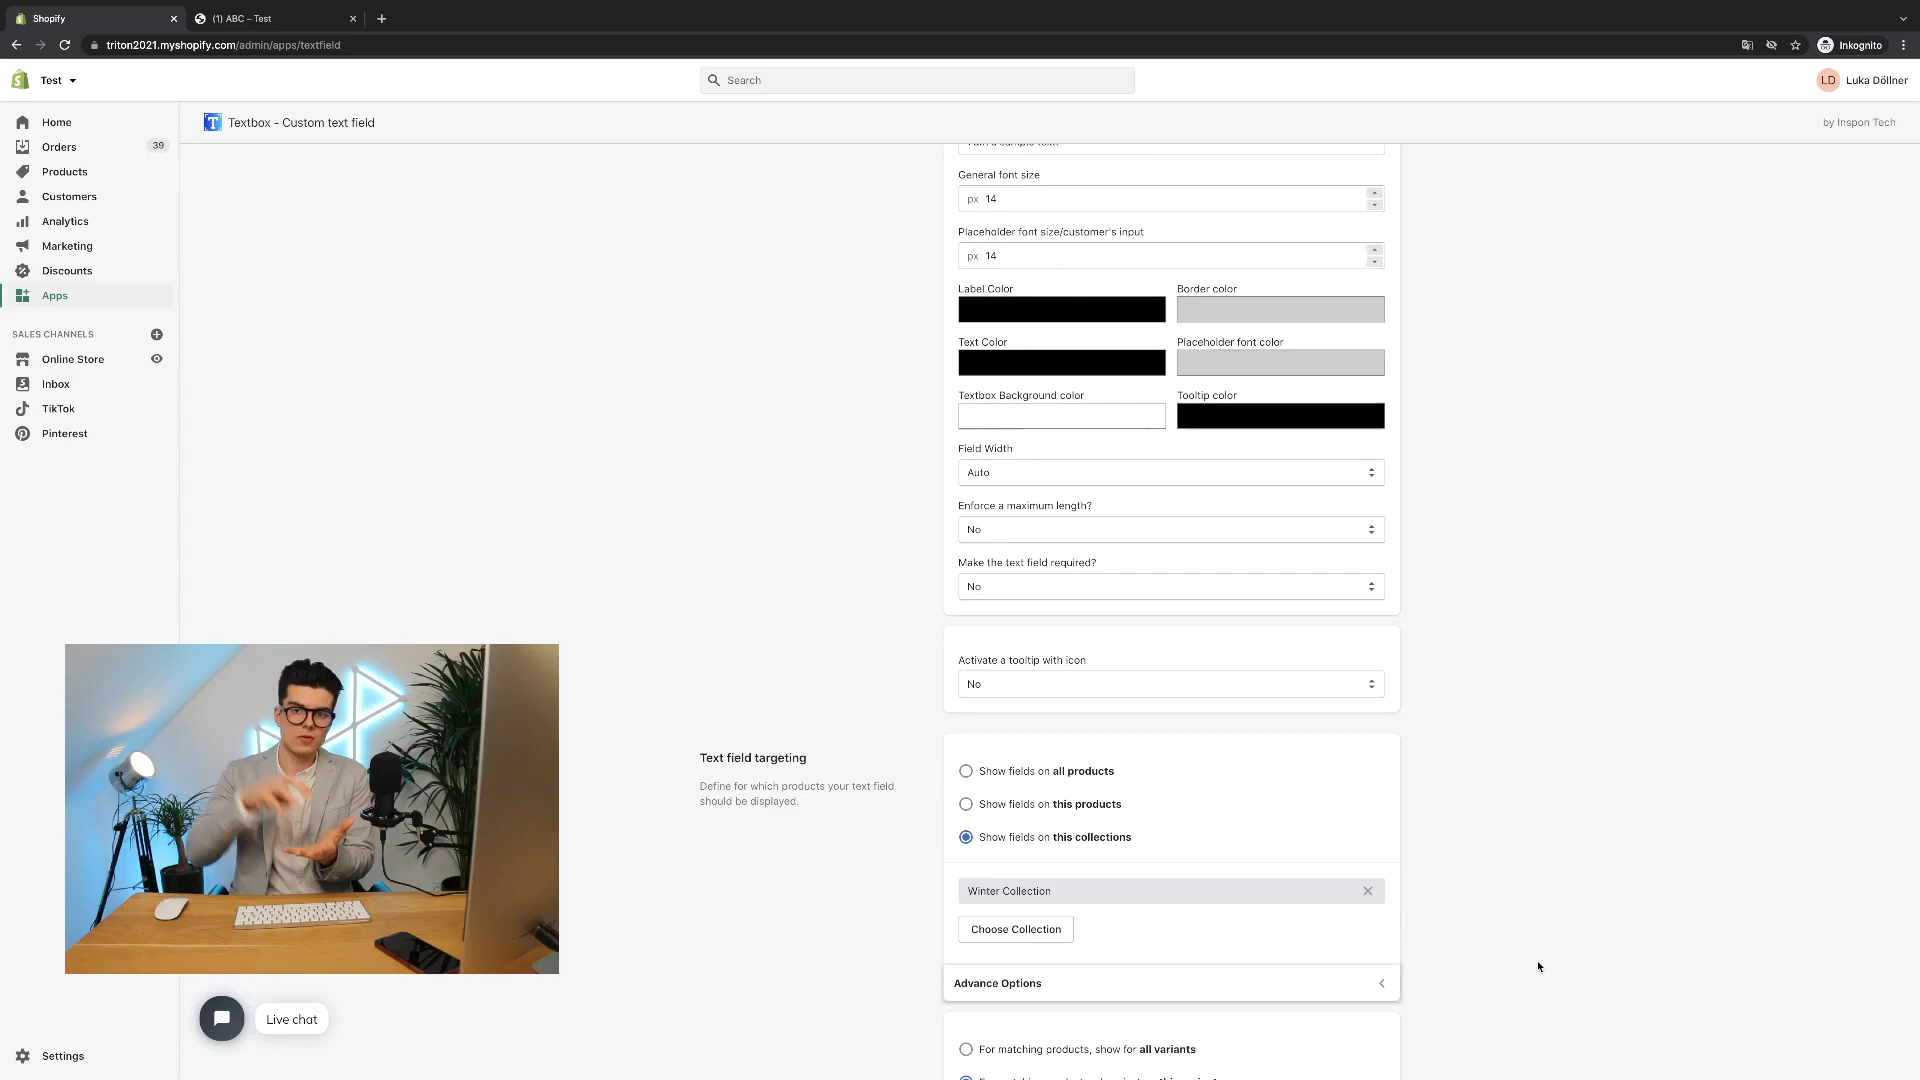 Shopify
(1) ABC – Test
triton2021.myshopify.com/admin/apps/textfield
Inkognito
Test
Search
LD
Luka Döllner
Home
Orders
39
Products
Customers
Analytics
Marketing
Discounts
Apps
SALES CHANNELS
Online Store
Inbox
TikTok
Pinterest
Settings
T
Textbox - Custom text field
by Inspon Tech
General font size
px 14
Placeholder font size/customer's input
px 14
Label Color
Border color
Text Color
Placeholder font color
Textbox Background color
Tooltip color
Field Width
Auto
Enforce a maximum length?
No
Make the text field required?
No
Activate a tooltip with icon
No
Text field targeting
Define for which products your text field
should be displayed.
Show fields on all products
Show fields on this products
Show fields on this collections
Winter Collection
Choose Collection
Advance Options
For matching products, show for all variants
Live chat